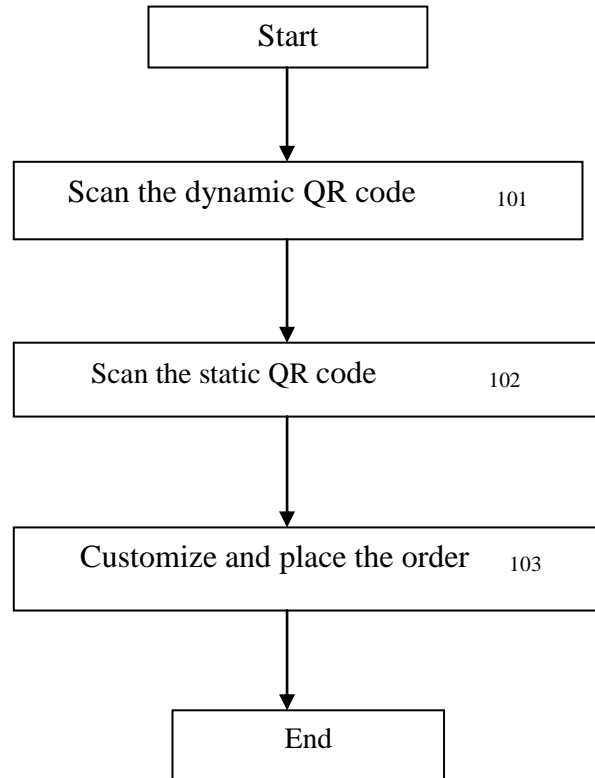 Start
Scan the dynamic QR code 101
Scan the static QR code 102
Customize and place the order 103
End